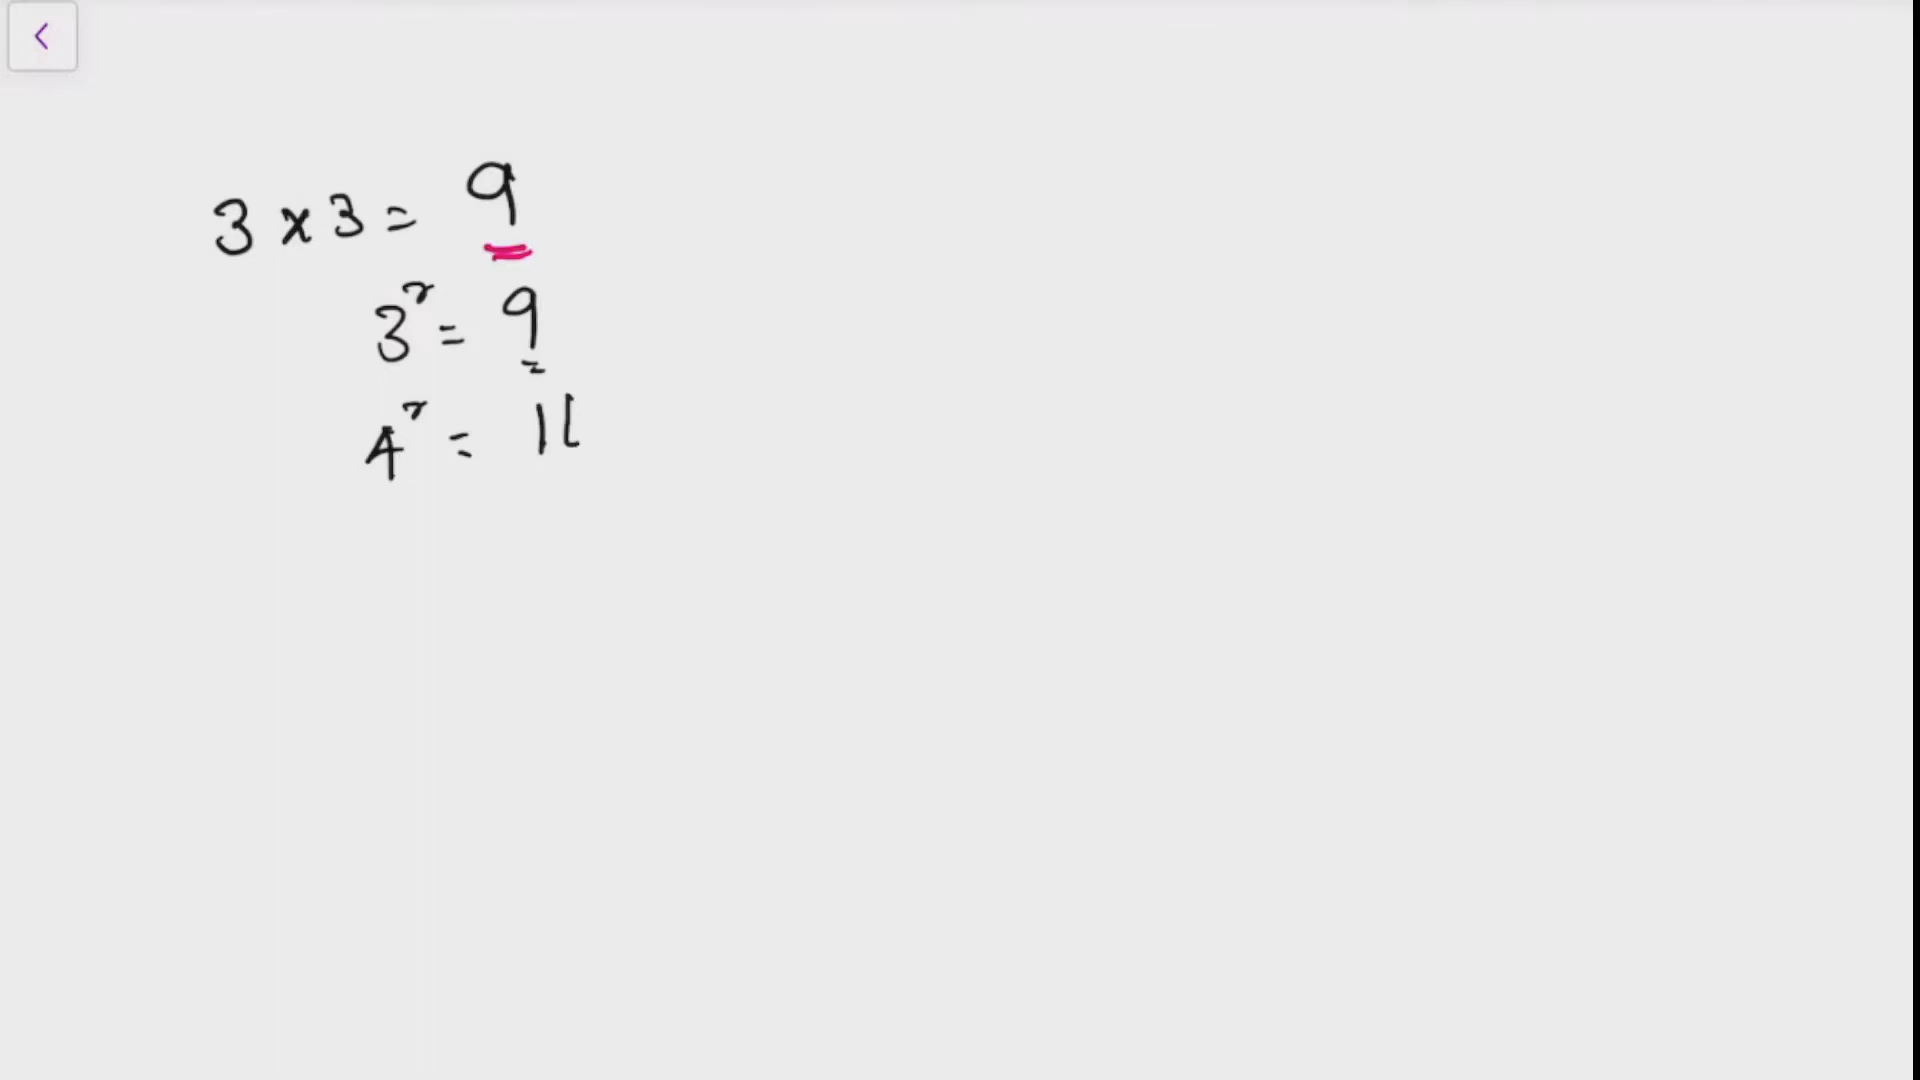 3 x 3 = 9
3² = 9
4² = 1